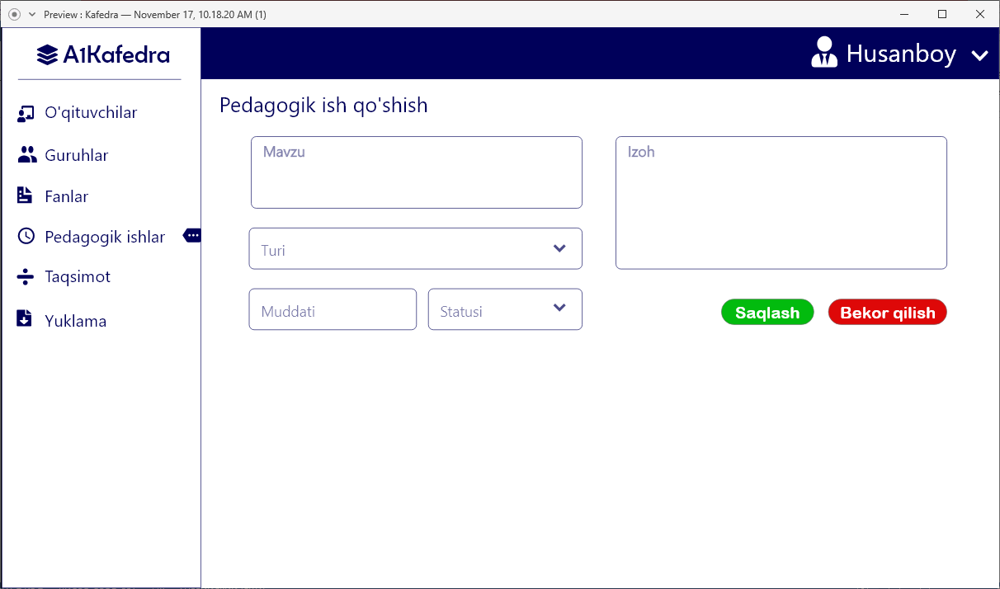 Preview : Kafedra — November 17, 10.18.20 AM (1)
A1Kafedra
Husanboy
O'qituvchilar
Guruhlar
Fanlar
Pedagogik ishlar
Taqsimot
Yuklama
Pedagogik ish qo'shish
Mavzu
Izoh
Turi
Muddati
Statusi
Saqlash
Bekor qilish